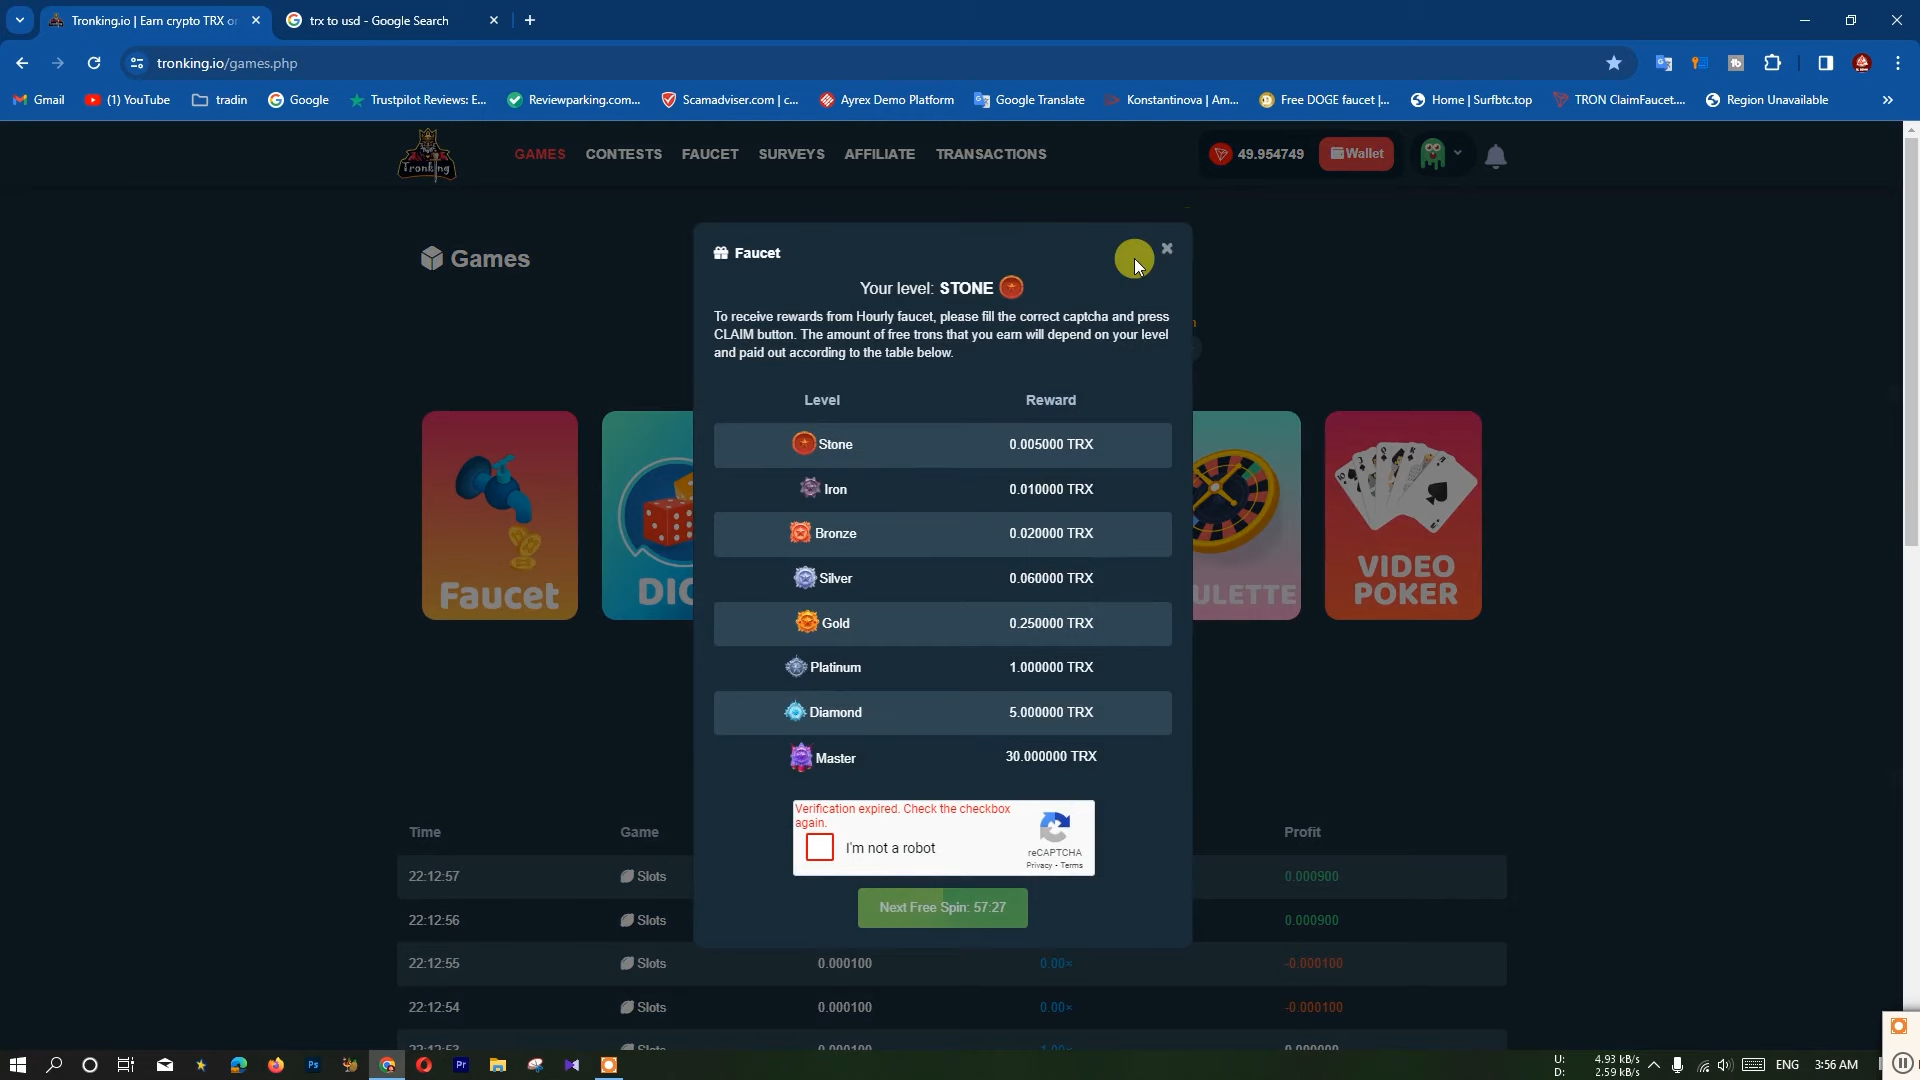 Tronking.io | Earn crypto TRX or
trx to usd - Google Search
tronking.io/games.php
Gmail
(1) YouTube
tradin
Google
Trustpilot Reviews: E...
Reviewparking.com...
Scamadviser.com | c...
Ayrex Demo Platform
Google Translate
Konstantinova | Am...
Free DOGE faucet |...
Home | Surfbtc.top
TRON ClaimFaucet....
Region Unavailable
Tronking
GAMES
CONTESTS
FAUCET
SURVEYS
AFFILIATE
TRANSACTIONS
49.954749
Wallet
Games
Faucet
Your level: STONE
To receive rewards from Hourly faucet, please fill the correct captcha and press
CLAIM button. The amount of free trons that you earn will depend on your level
and paid out according to the table below.
Level Reward
Stone 0.005000 TRX
Iron 0.010000 TRX
Bronze 0.020000 TRX
Silver 0.060000 TRX
Gold 0.250000 TRX
Platinum 1.000000 TRX
Diamond 5.000000 TRX
Master 30.000000 TRX
Verification expired. Check the checkbox
again.
I'm not a robot
reCAPTCHA
Privacy - Terms
Next Free Spin: 57:27
Faucet
DIC
ULETTE
VIDEO
POKER
Time Game Profit
22:12:57 Slots 0.000900
22:12:56 Slots 0.000900
22:12:55 Slots 0.000100 0.00× -0.000100
22:12:54 Slots 0.000100 0.00× -0.000100
U: 4.93 kB/s
D: 2.59 kB/s
ENG
3:56 AM